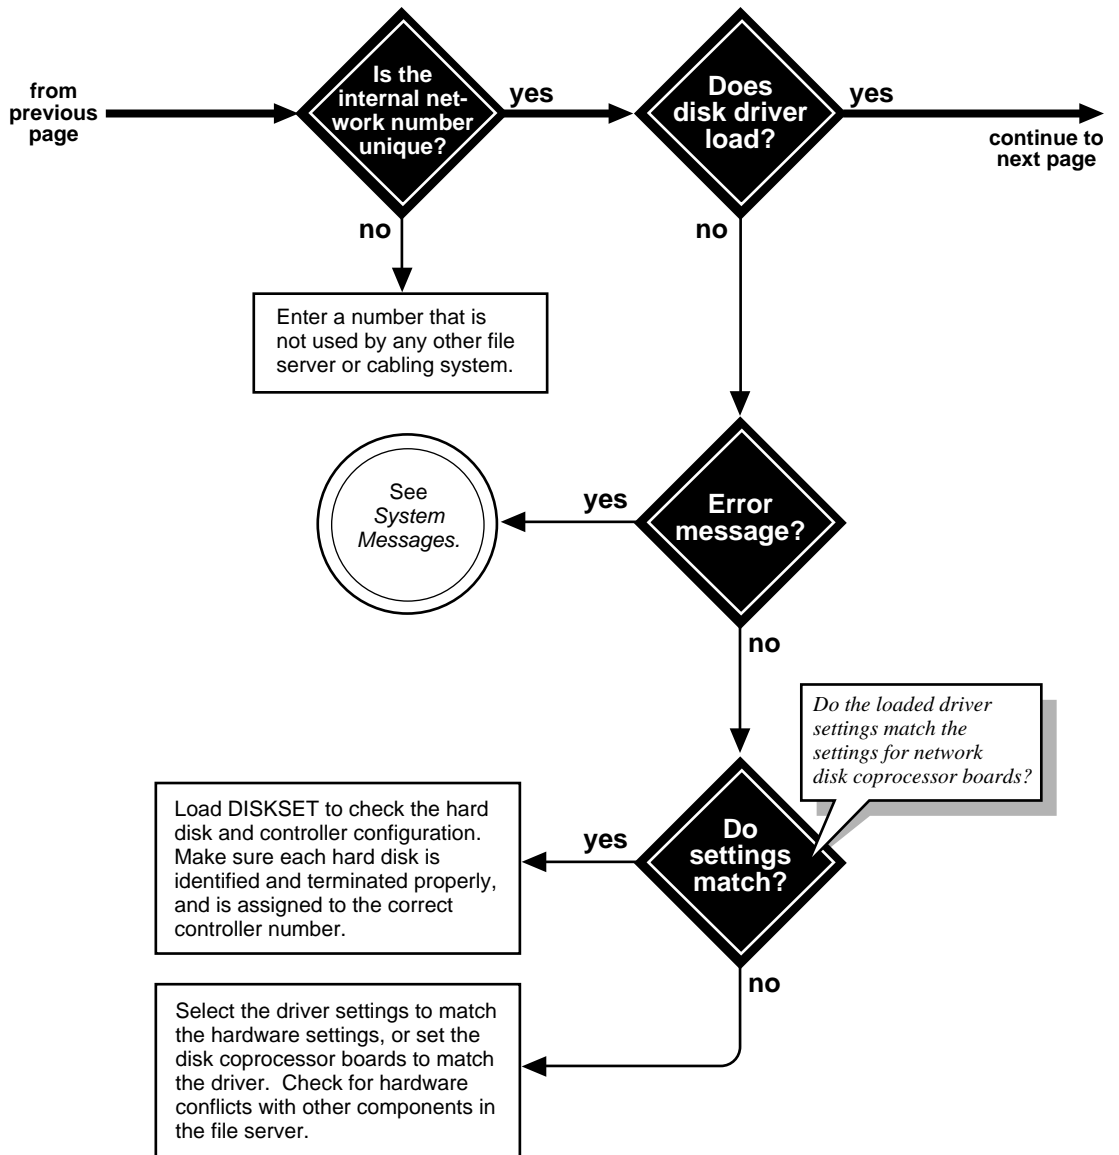 from
previous
page
Is the
internal net-
work number
unique?
yes
Does
disk driver
load?
yes
continue to
next page
no
no
Enter a number that is
not used by any other file
server or cabling system.
See
System
Messages.
yes
Error
message?
no
Do the loaded driver
settings match the
settings for network
disk coprocessor boards?
Load DISKSET to check the hard
disk and controller configuration.
Make sure each hard disk is
identified and terminated properly,
and is assigned to the correct
controller number.
yes
Do
settings
match?
no
Select the driver settings to match
the hardware settings, or set the
disk coprocessor boards to match
the driver.  Check for hardware
conflicts with other components in
the file server.